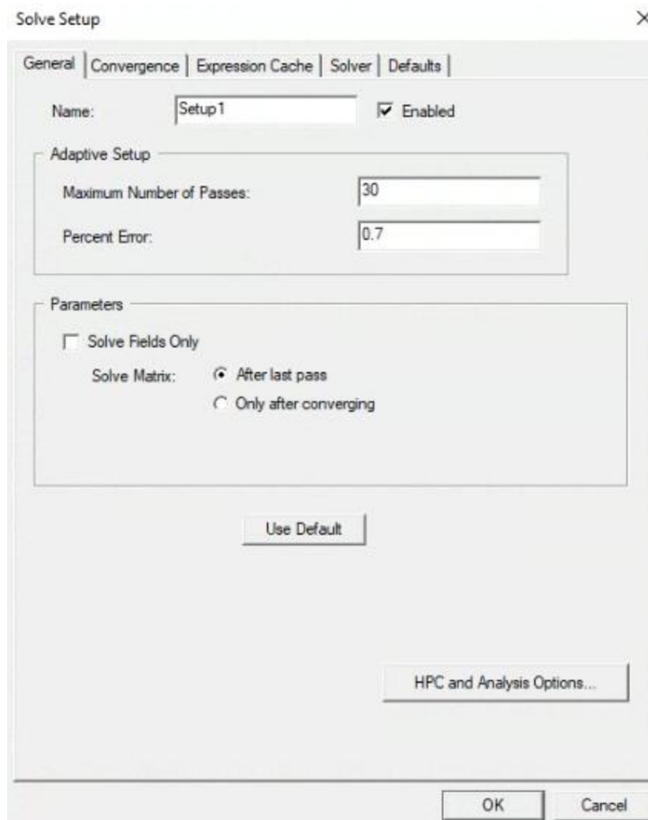 Solve Setup
General Convergence Expression Cache Solver Defaults
Name: Setup1 Enabled
Adaptive Setup
Maximum Number of Passes: 30
Percent Error: 0.7
Parameters
Solve Fields Only
Solve Matrix: After last pass
Only after converging
Use Default
HPC and Analysis Options...
OK Cancel